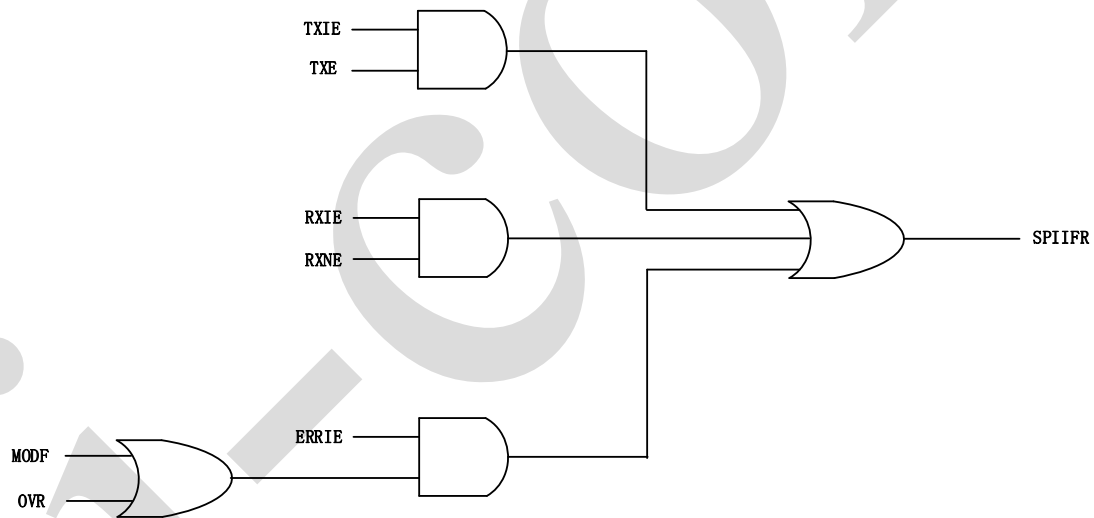 TXIE
TXE
RXIE
RXNE
SPIIFR
ERRIE
MODF
OVR